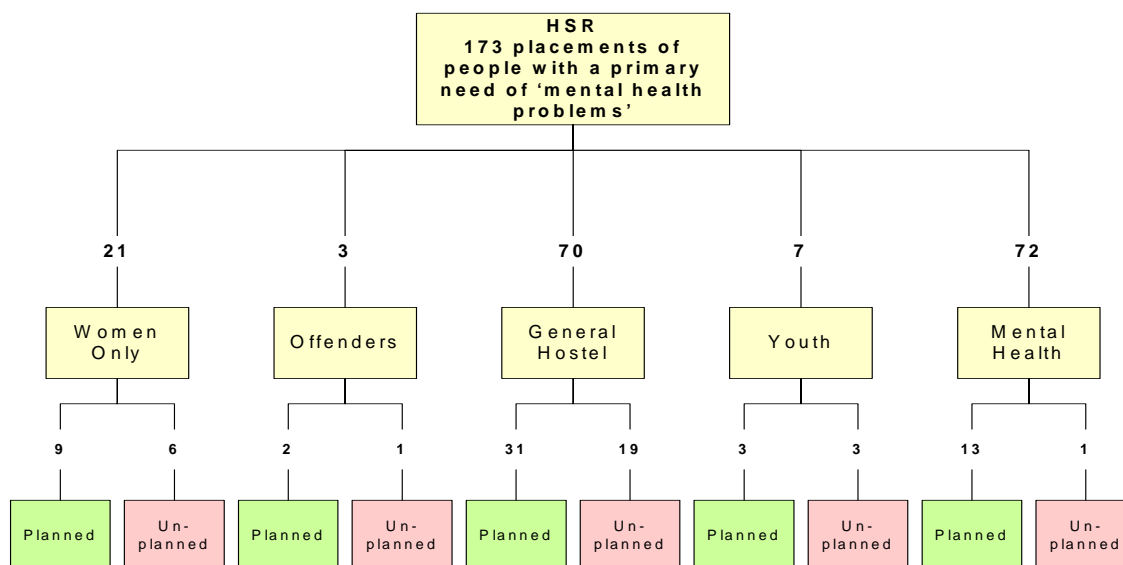 HSR
173 placements of
people with a primary
need of ‘mental health
problems’
21
3
70
7
72
Women
Only
Offenders
General
Hostel
Youth
Mental
Health
9
6
2
1
31
19
3
3
13
1
Planned
Un-
planned
Planned
Un-
planned
Planned
Un-
planned
Planned
Un-
planned
Planned
Un-
planned